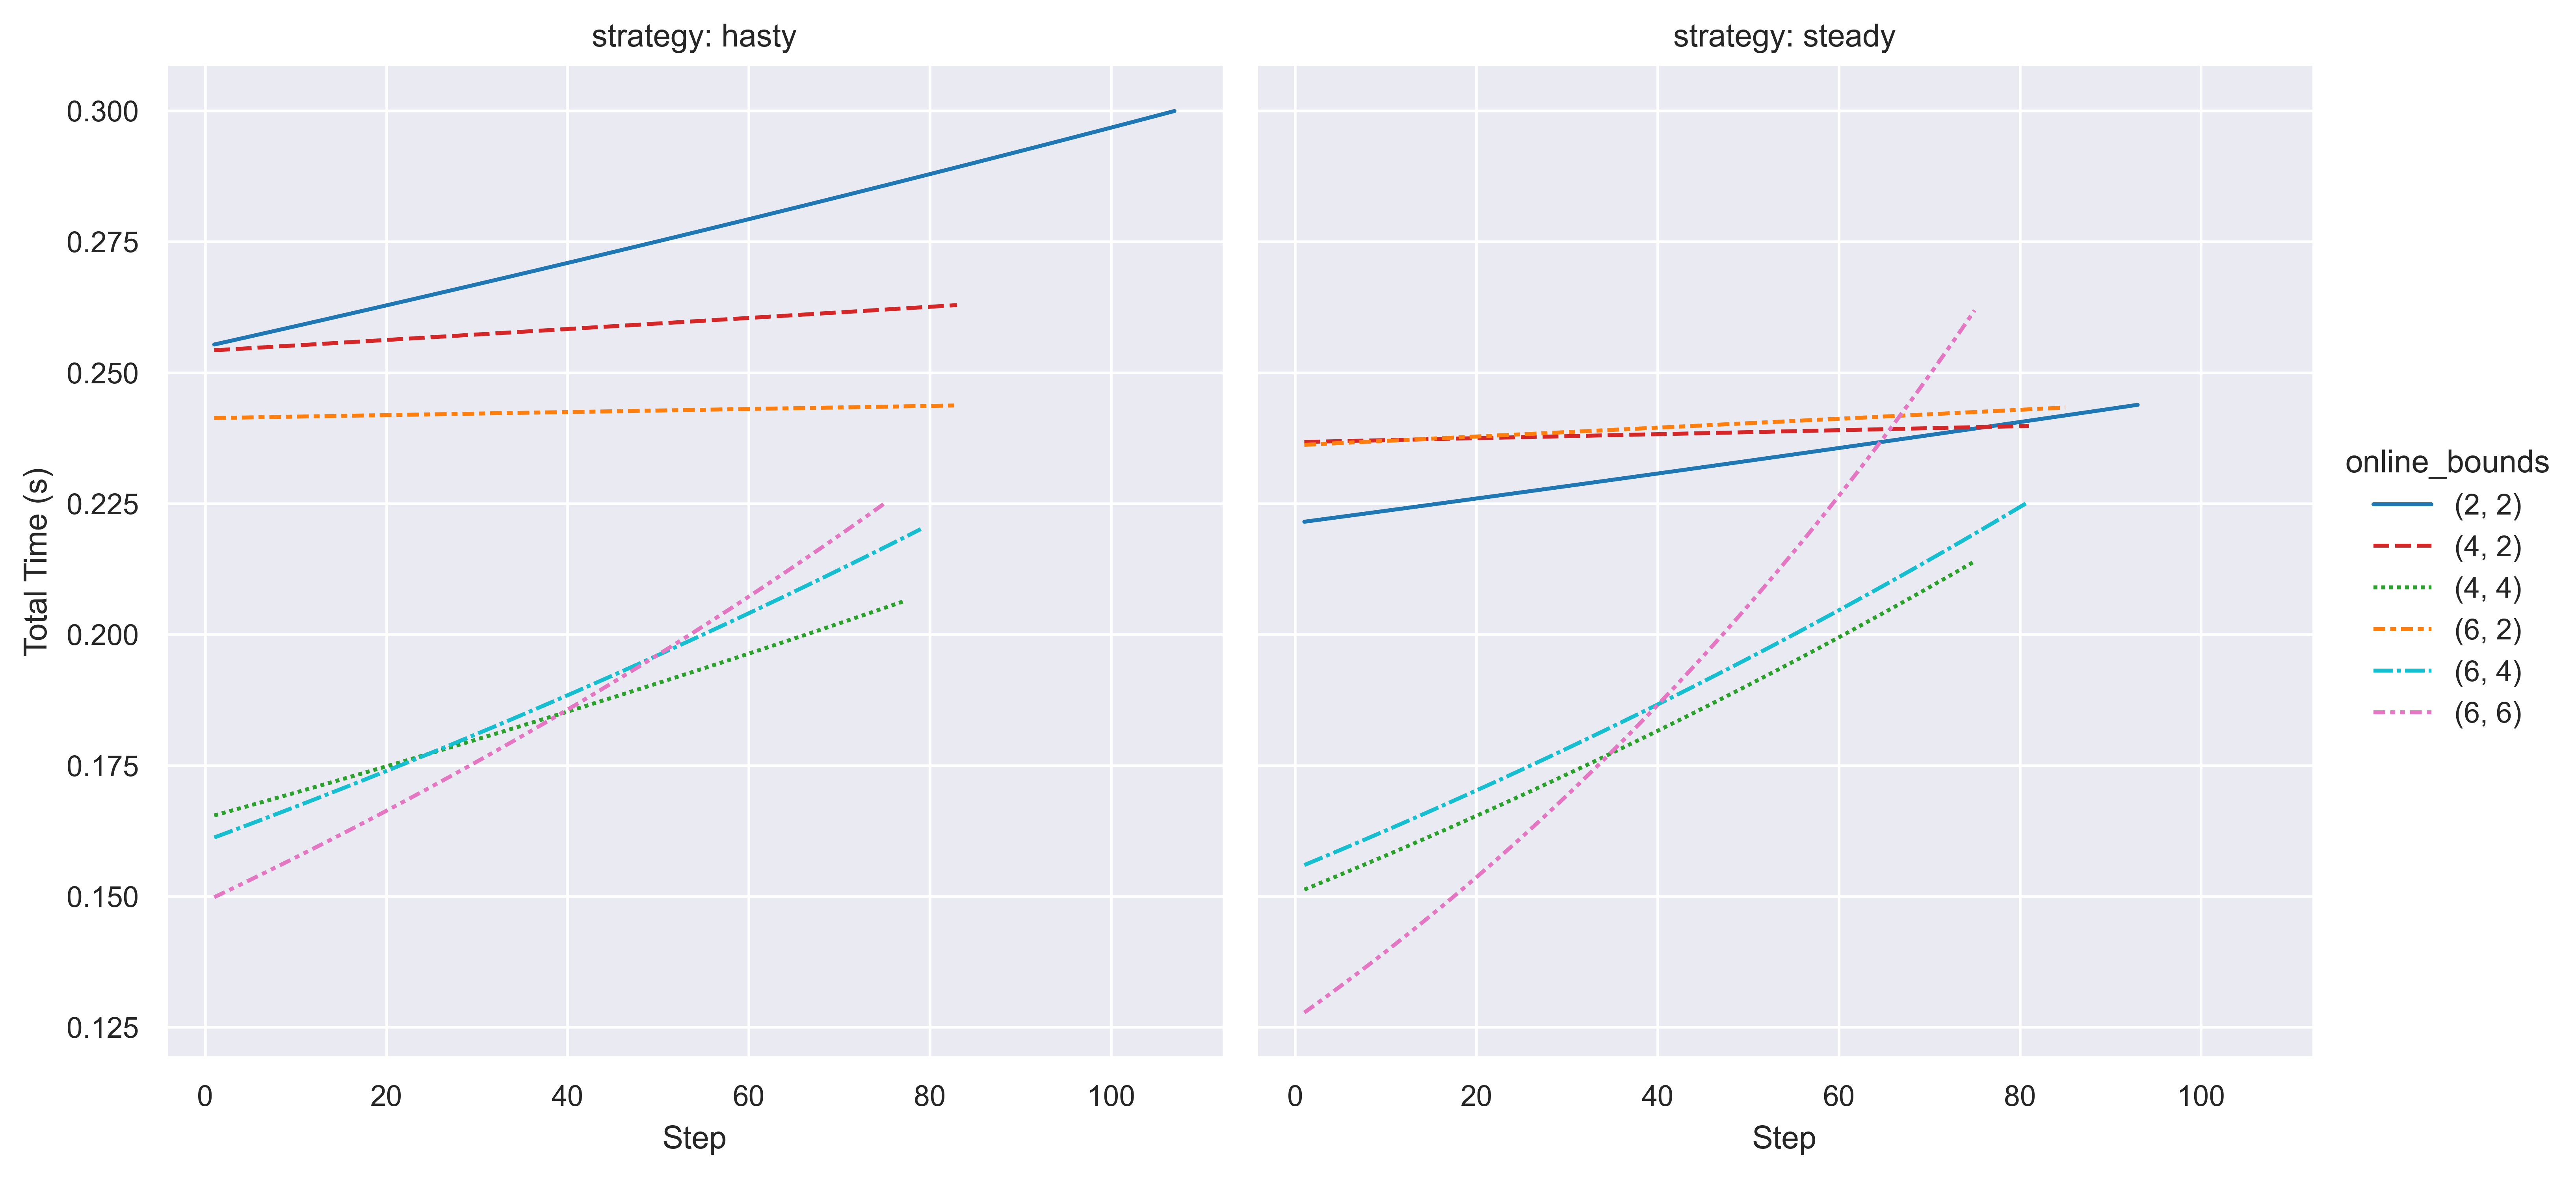 strategy: hasty
strategy: steady
0.300
0.275
0.250
0.225
0.200
0.175
0.150
0.125
Total Time (s)
0 20 40 60 80 100
0 20 40 60 80 100
Step
Step
online_bounds
(2, 2)
(4, 2)
(4, 4)
(6, 2)
(6, 4)
(6, 6)